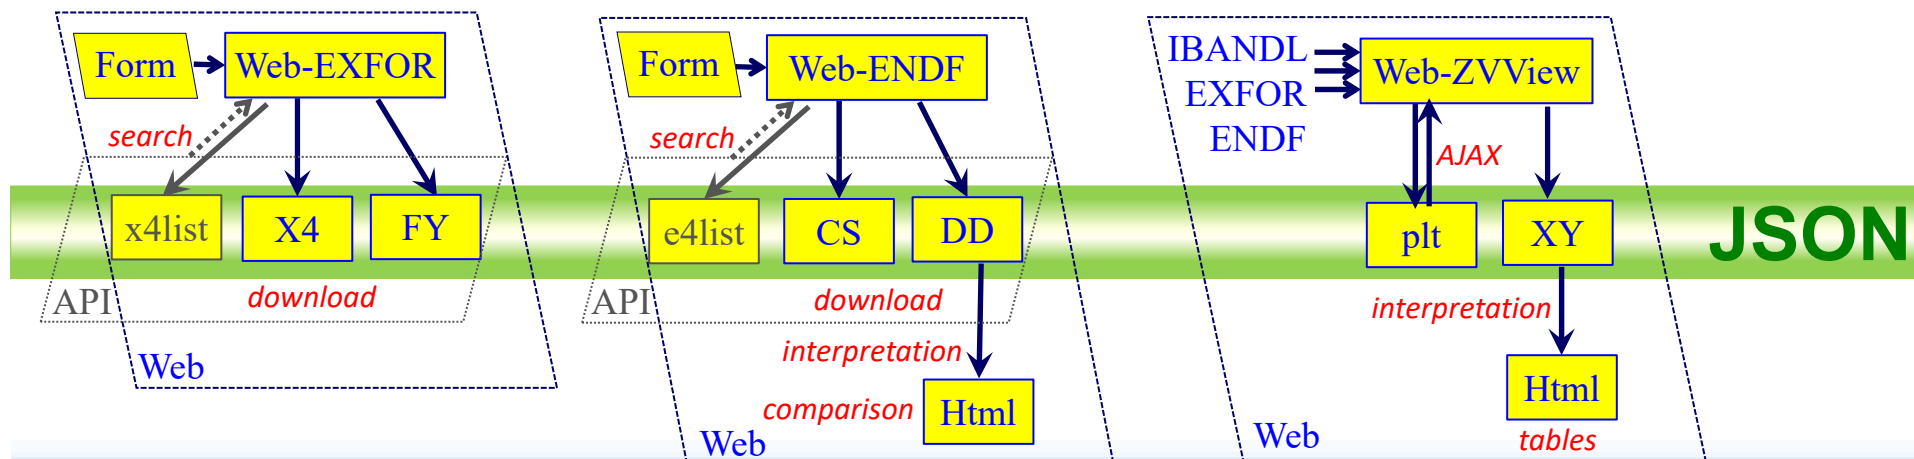 Form
Web-EXFOR
search
x4list
X4
FY
API
download
Web
Form
Web-ENDF
search
e4list
CS
DD
API
download
interpretation
comparison
Html
Web
IBANDL
EXFOR
ENDF
Web-ZVView
AJAX
plt
XY
JSON
interpretation
Html
tables
Web